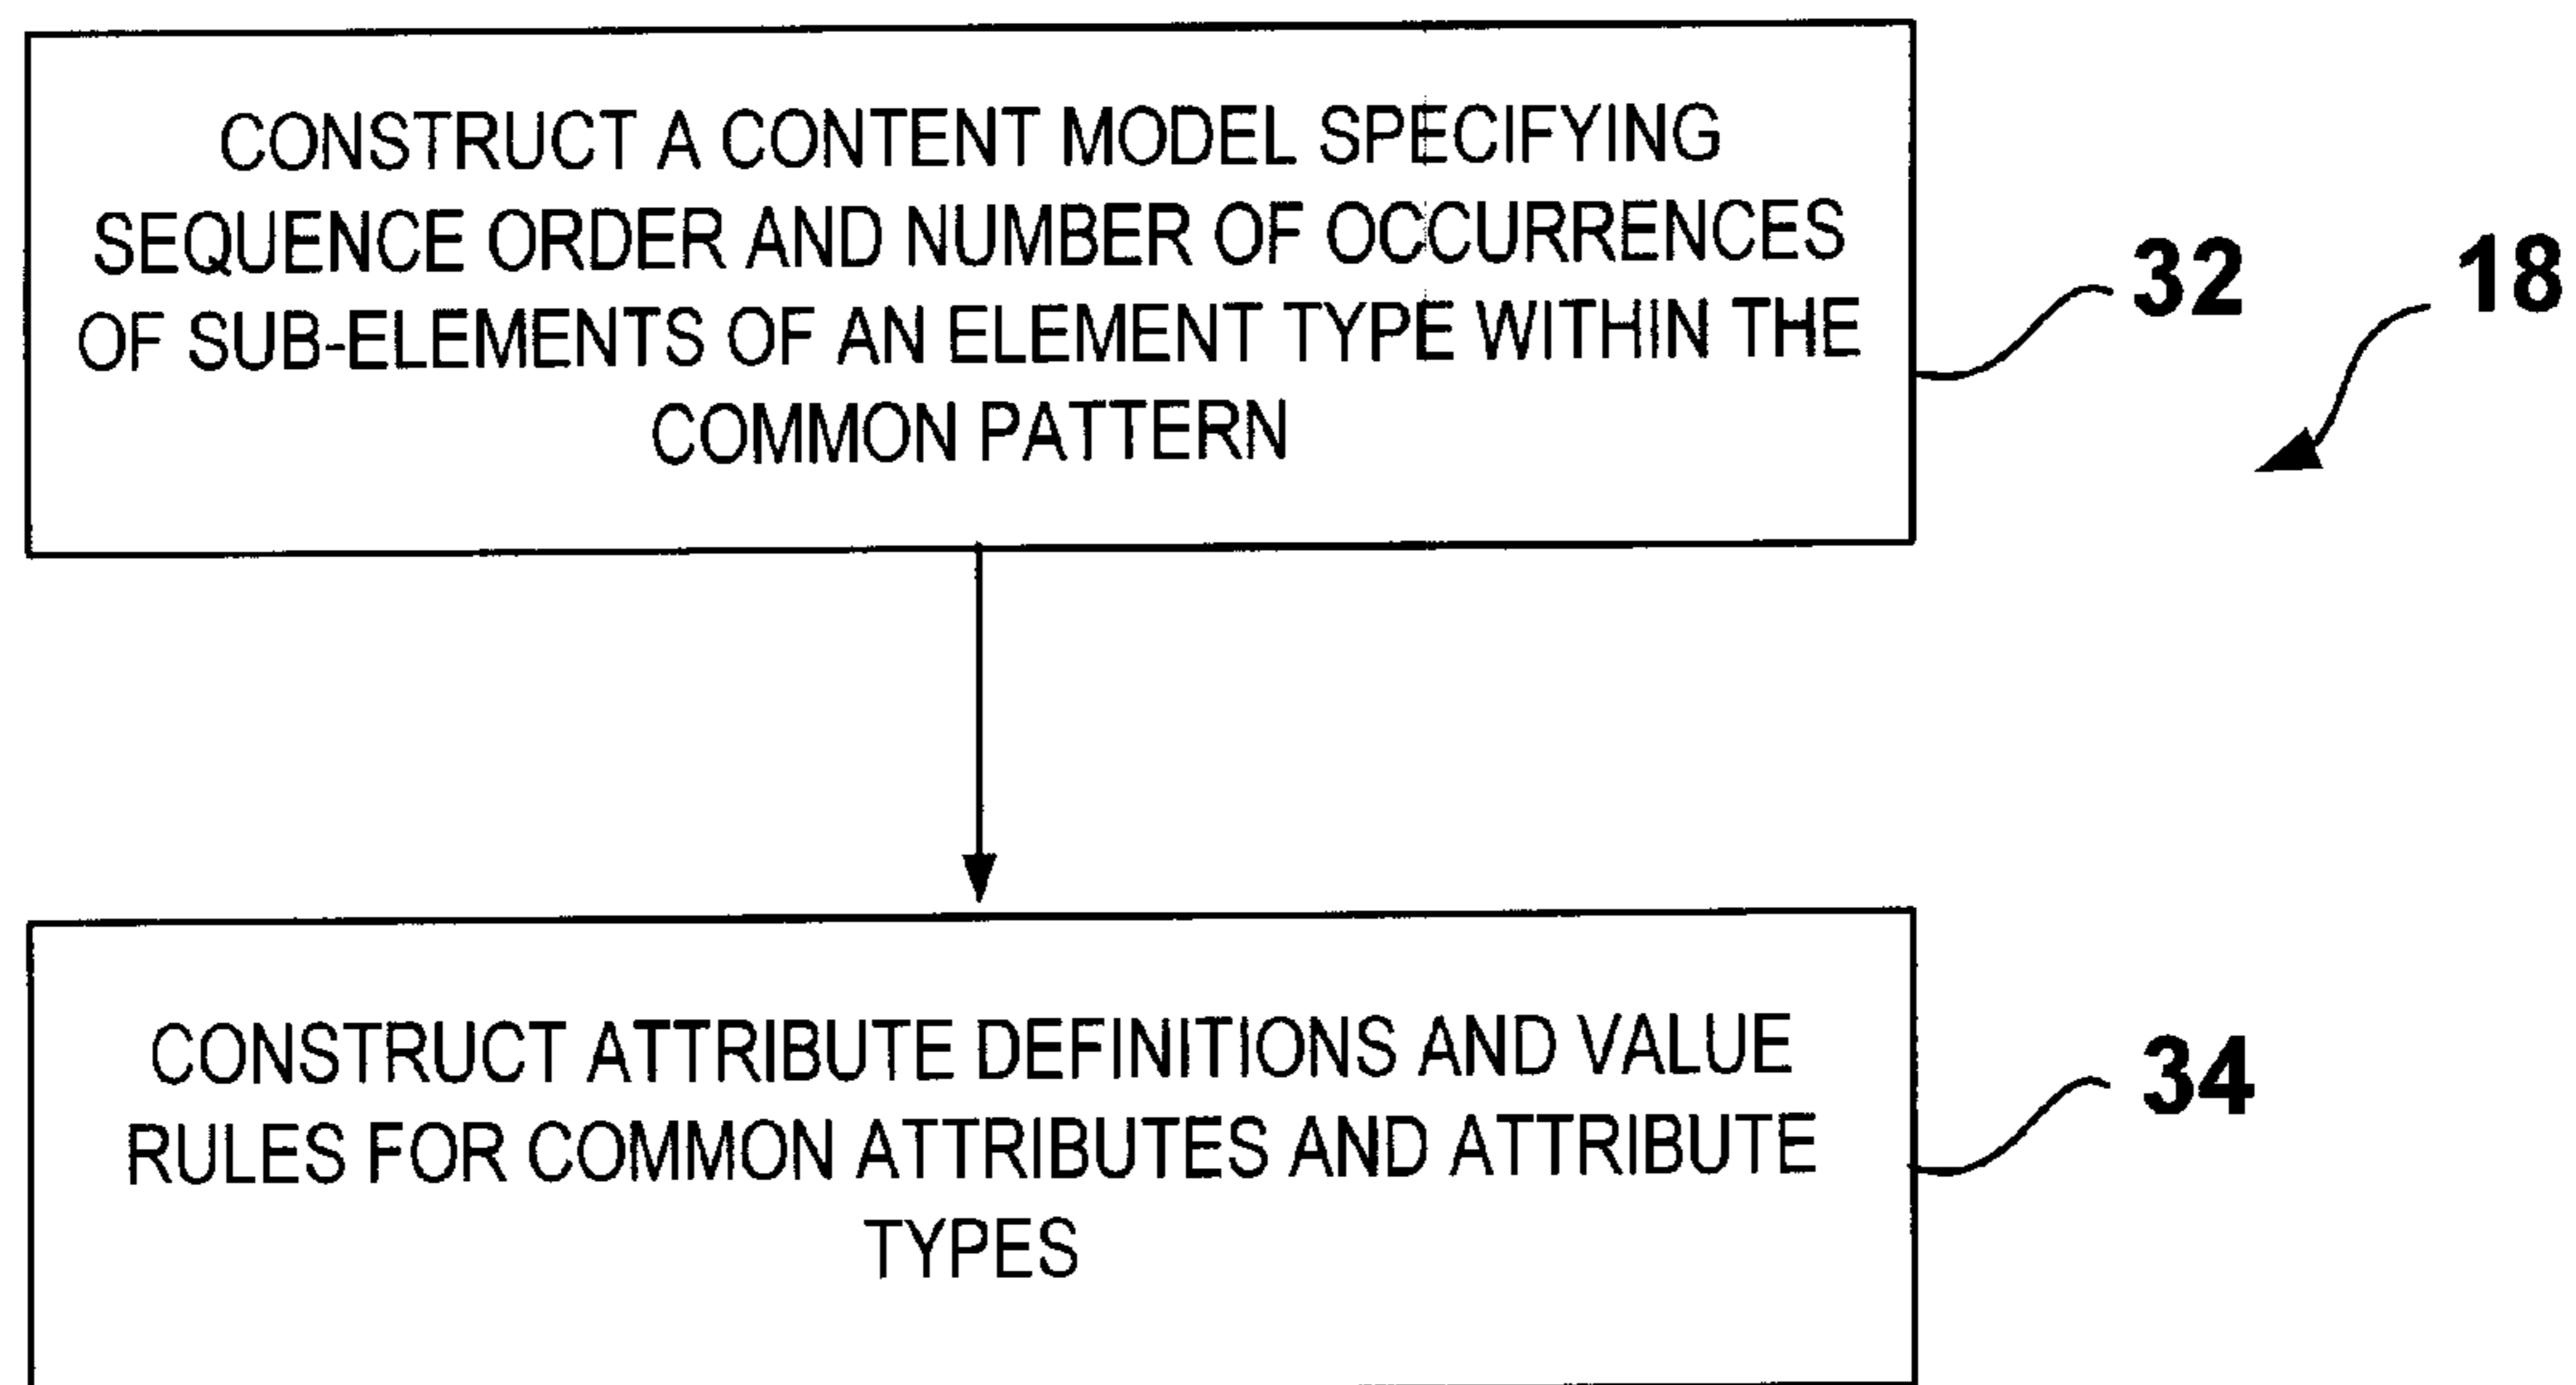 CONSTRUCT A CONTENT MODEL SPECIFYING
SEQUENCE ORDER AND NUMBER OF OCCURRENCES
OF SUB-ELEMENTS OF AN ELEMENT TYPE WITHIN THE
COMMON PATTERN
32
18
CONSTRUCT ATTRIBUTE DEFINITIONS AND VALUE
RULES FOR COMMON ATTRIBUTES AND ATTRIBUTE
TYPES
34